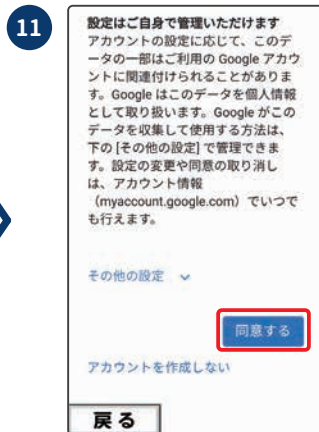 11
設定はご自身で管理いただけます
アカウントの設定に応じて、このデ
ータの一部はご利用の Google アカウ
ントに関連付けられることがありま
す。Google はこのデータを個人情報
として取り扱います。Google がこの
データを収集して使用する方法は、
下の [その他の設定] で管理できま
す。設定の変更や同意の取り消し
は、アカウント情報
（myaccount.google.com）でいつで
も行えます。
その他の設定
同意する
アカウントを作成しない
戻る